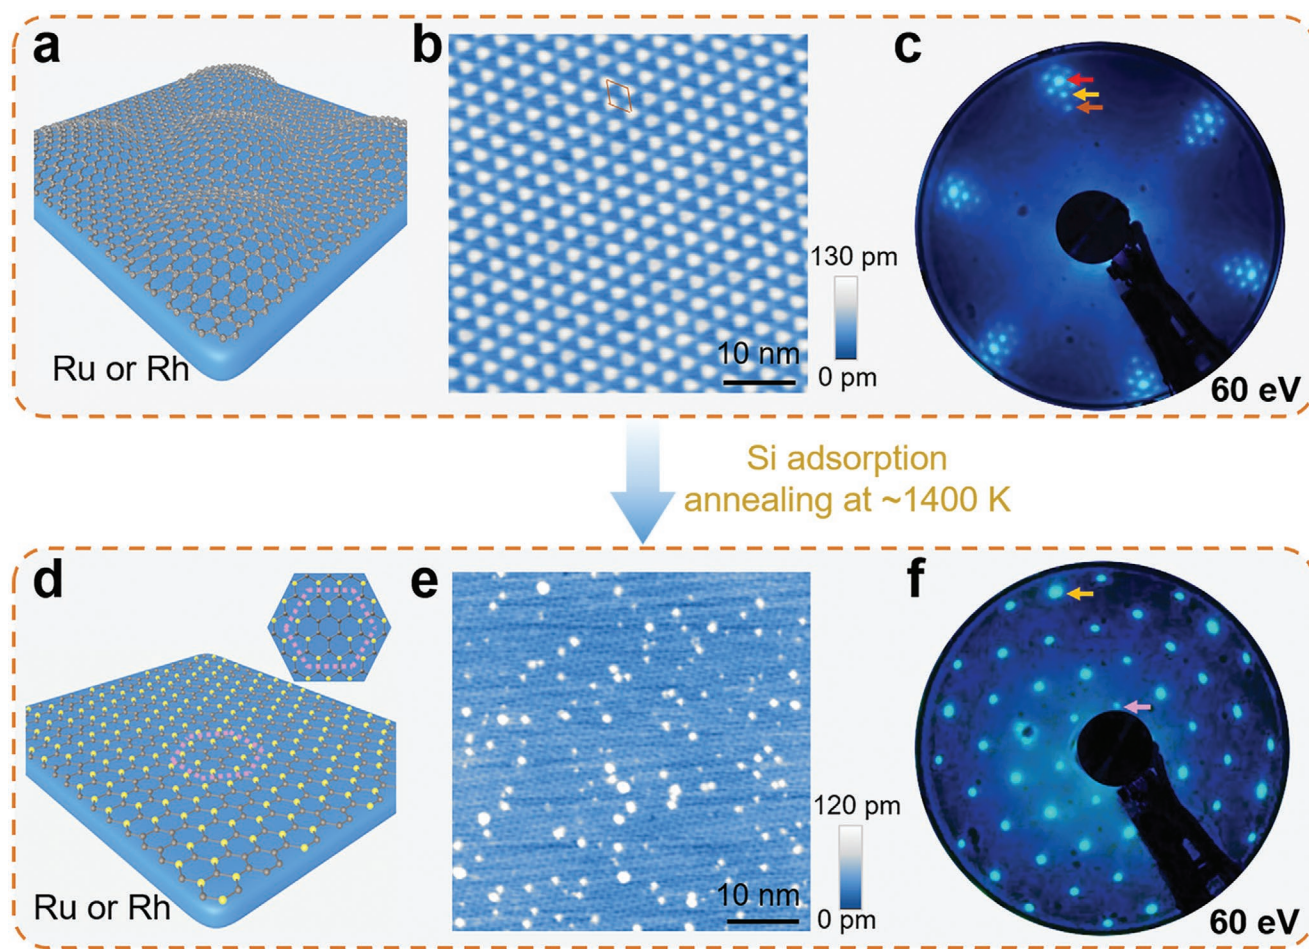 a
b
c
130 pm
10 nm
0 pm
Ru or Rh
60 eV
Si adsorption
annealing at ~1400 K
d
e
f
120 pm
10 nm
0 pm
Ru or Rh
60 eV